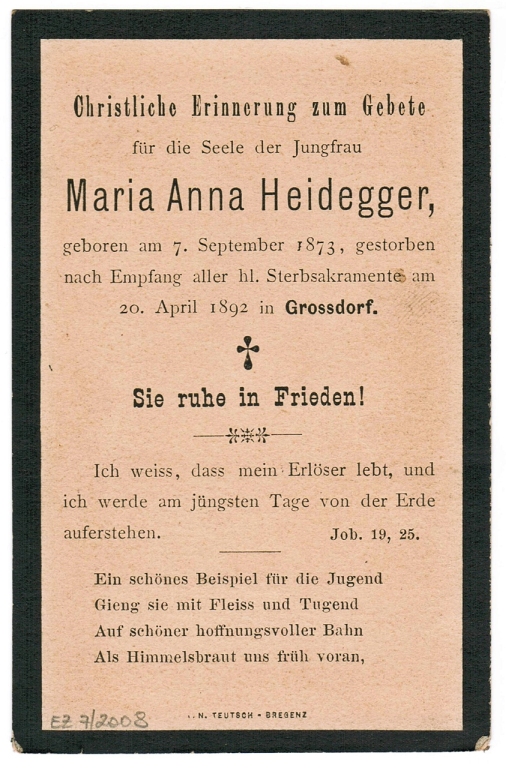 Christliche Erinnerung zum Gebete
für die Seele der Jungfrau
Maria Anna Heidegger,
geboren am 7. September 1873, gestorben
nach Empfang aller hl. Sterbsakramente am
20. April 1892 in Grossdorf.
Sie ruhe in Frieden!
Ich weiss, dass mein Erlöser lebt, und
ich werde am jüngsten Tage von der Erde
auferstehen. Job. 19, 25.
Ein schönes Beispiel für die Jugend
Gieng sie mit Fleiss und Tugend
Auf schöner hoffnungsvoller Bahn
Als Himmelsbraut uns früh voran,
N. TEUTSCH - BREGENZ
EZ 7/2008